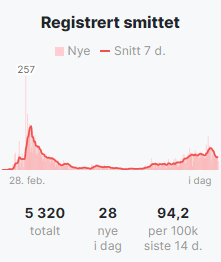 Registrert smittet
Nye Snitt 7 d.
257
28. feb. i dag
5 320 28 94,2
totalt nye per 100k
i dag siste 14 d.